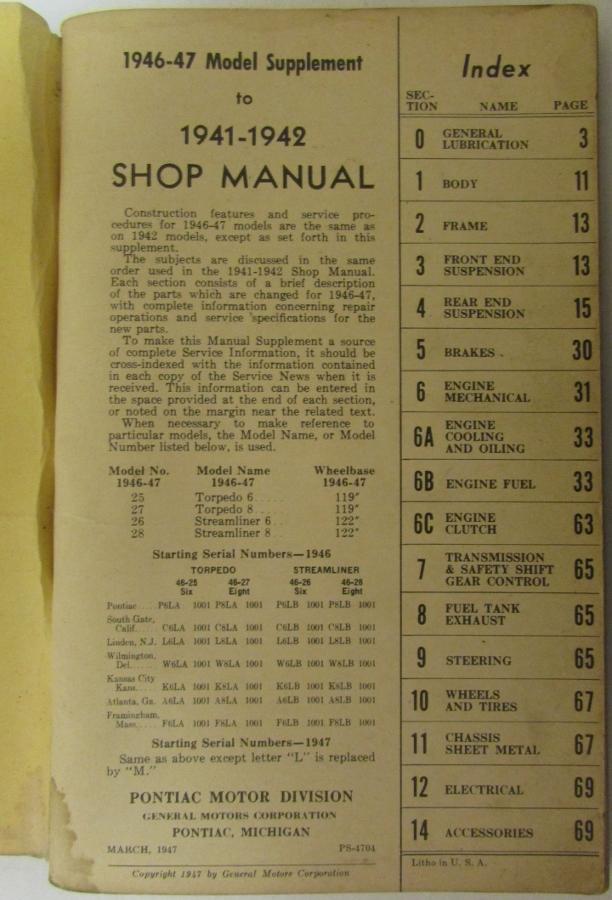 1946-47 Model Supplement
to
1941-1942
SHOP MANUAL
Construction features and service pro-
cedures for 1946-47 models are the same as
on 1942 models, except as set forth in this
supplement.
The subjects are discussed in the same
order used in the 1941-1942 Shop Manual.
Each section consists of a brief description
of the parts which are changed for 1946-47,
with complete information concerning repair
operations and service specifications for the
new parts.
To make this Manual Supplement a source
of complete Service Information, it should be
cross-indexed with the information contained
in each copy of the Service News when it is
received. This information can be entered in
the space provided at the end of each section,
or noted on the margin near the related text.
When necessary to make reference to
particular models, the Model Name, or Model
Number listed below, is used.
Model No. Model Name Wheelbase
1946-47 1946-47 1946-47
25 Torpedo 6..... 119"
27 Torpedo 8.... 119"
26 Streamliner 6.. 122"
28 Streamliner 8.. 122"
Starting Serial Numbers—1946
TORPEDO STREAMLINER
46-25 46-27 46-26 46-28
Six Eight Six Eight
Pontiac.... P6LA 1001 P8LA 1001 P6LB 1001 P8LB 1001
South Gate,
Calif.... C6LA 1001 C8LA 1001 C6LB 1001 C8LB 1001
Linden, N.J. L6LA 1001 L8LA 1001 L6LB 1001 L8LB 1001
Wilmington,
Del..... W6LA 1001 W8LA 1001 W6LB 1001 W8LB 1001
Kansas City
Kans.... K6LA 1001 K8LA 1001 K6LB 1001 K8LB 1001
Atlanta, Ga. A6LA 1001 A8LA 1001 A6LB 1001 A8LB 1001
Framingham,
Mass.... F6LA 1001 F8LA 1001 F6LB 1001 F8LB 1001
Starting Serial Numbers—1947
Same as above except letter "L" is replaced
by "M."
PONTIAC MOTOR DIVISION
GENERAL MOTORS CORPORATION
PONTIAC, MICHIGAN
MARCH, 1947 PS-4704
Copyright 1947 by General Motors Corporation
Index
SEC-
TION NAME PAGE
0 GENERAL
LUBRICATION 3
1 BODY 11
2 FRAME 13
3 FRONT END
SUSPENSION 13
4 REAR END
SUSPENSION 15
5 BRAKES 30
6 ENGINE
MECHANICAL 31
6A ENGINE
COOLING
AND OILING 33
6B ENGINE FUEL 33
6C ENGINE
CLUTCH 63
7 TRANSMISSION
& SAFETY SHIFT
GEAR CONTROL 65
8 FUEL TANK
EXHAUST 65
9 STEERING 65
10 WHEELS
AND TIRES 67
11 CHASSIS
SHEET METAL 67
12 ELECTRICAL 69
14 ACCESSORIES 69
Litho in U. S. A.